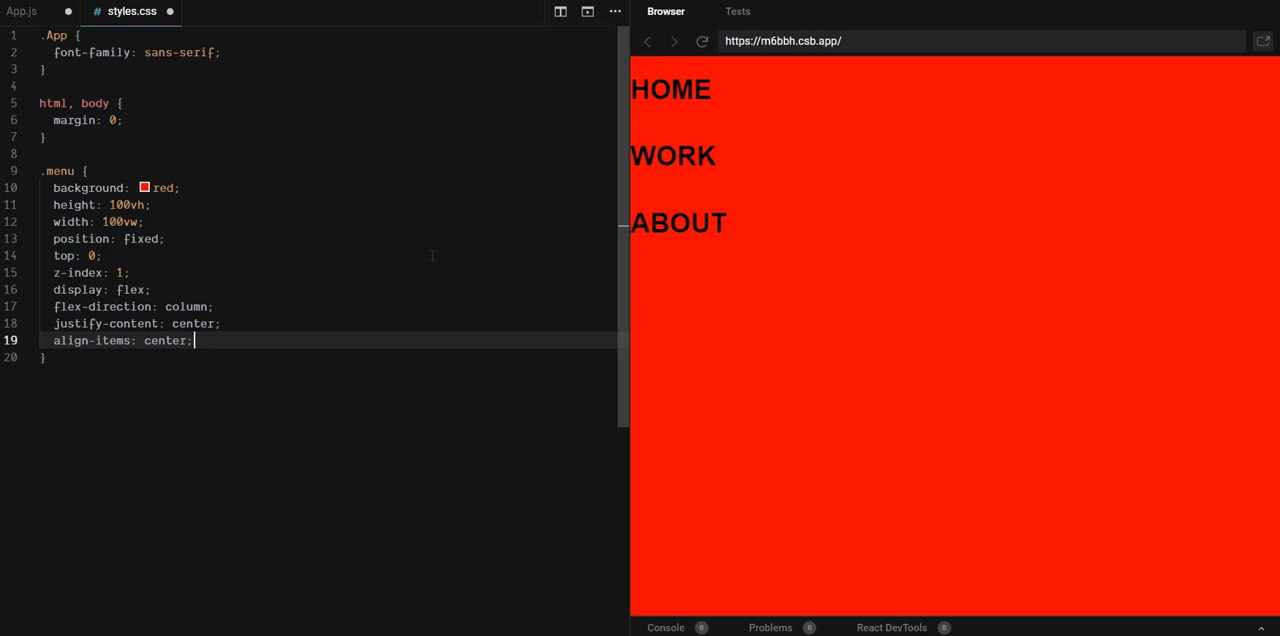 App.js
# styles.css
1 .App {
2 font-family: sans-serif;
3 }
4
5 html, body {
6 margin: 0;
7 }
8
9 .menu {
10 background: red;
11 height: 100vh;
12 width: 100vw;
13 position: fixed;
14 top: 0;
15 z-index: 1;
16 display: flex;
17 flex-direction: column;
18 justify-content: center;
19 align-items: center;
20 }
Browser Tests
https://m6bbh.csb.app/
HOME
WORK
ABOUT
Console 0 Problems 0 React DevTools 0